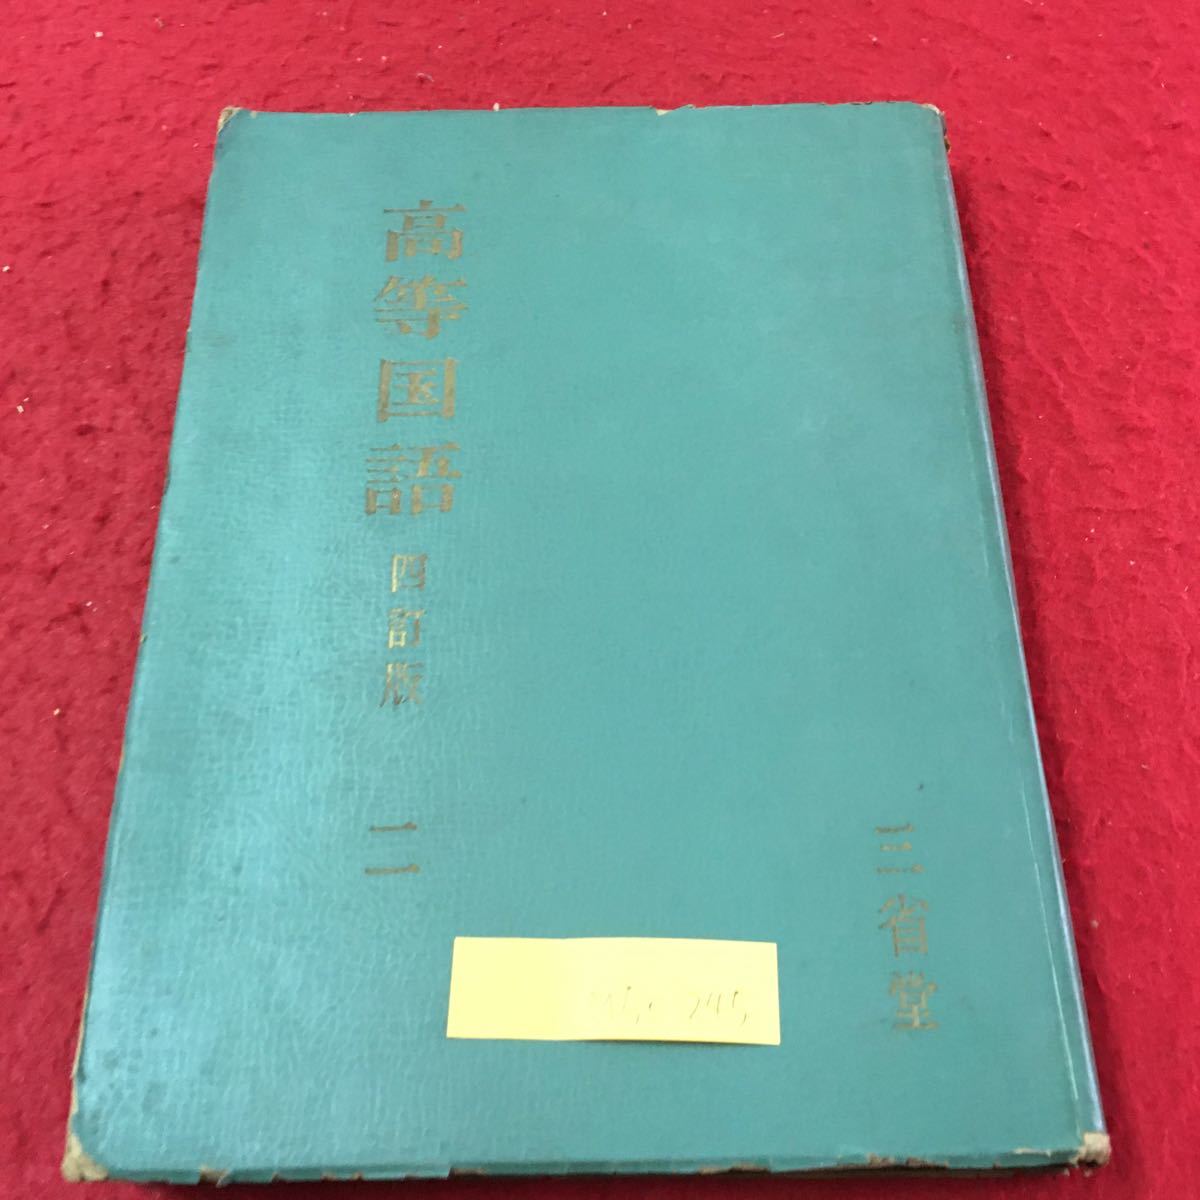 高等国語 四訂版 二
三省堂